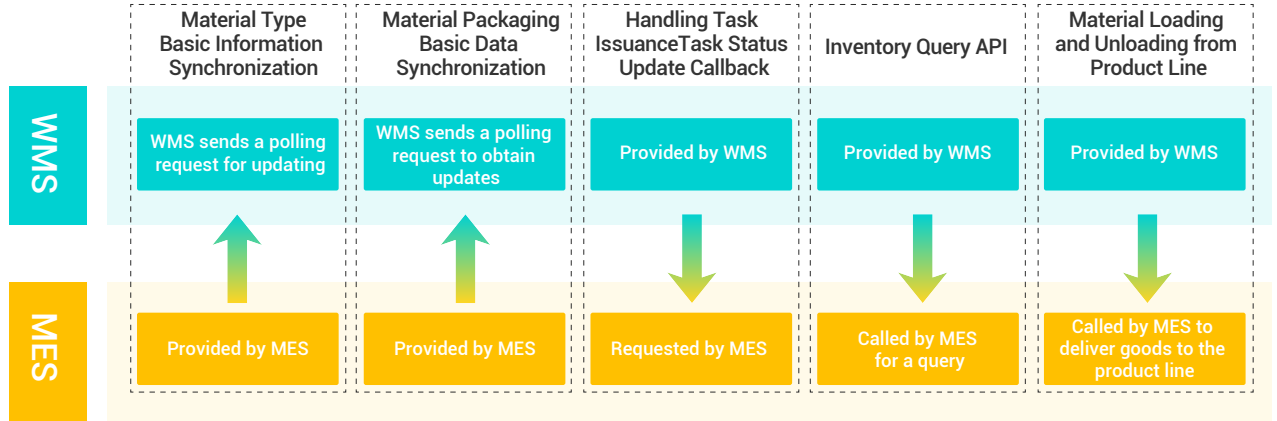 Material Type
Basic Information
Synchronization
Material Packaging
Basic Data
Synchronization
Handling Task
IssuanceTask Status
Update Callback
Inventory Query API
Material Loading
and Unloading from
Product Line
WMS
WMS sends a polling
request for updating
WMS sends a polling
request to obtain
updates
Provided by WMS
Provided by WMS
Provided by WMS
MES
Provided by MES
Provided by MES
Requested by MES
Called by MES
for a query
Called by MES to
deliver goods to the
product line